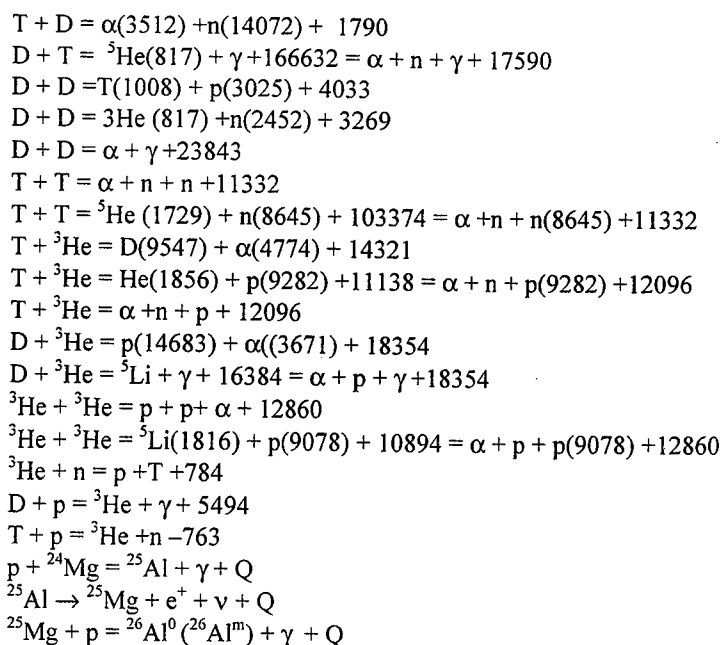 T + D = α(3512) +n(14072) + 1790
D + T = ⁵He(817) + γ +166632 = α + n + γ + 17590
D + D =T(1008) + p(3025) + 4033
D + D = 3He (817) +n(2452) + 3269
D + D = α + γ +23843
T + T = α + n + n +11332
T + T = ⁵He (1729) + n(8645) + 103374 = α +n + n(8645) +11332
T + ³He = D(9547) + α(4774) + 14321
T + ³He = He(1856) + p(9282) +11138 = α + n + p(9282) +12096
T + ³He = α +n + p + 12096
D + ³He = p(14683) + α((3671) + 18354
D + ³He = ⁵Li + γ + 16384 = α + p + γ +18354
³He + ³He = p + p+ α + 12860
³He + ³He = ⁵Li(1816) + p(9078) + 10894 = α + p + p(9078) +12860
³He + n = p +T +784
D + p = ³He + γ + 5494
T + p = ³He +n –763
p + ²⁴Mg = ²⁵Al + γ + Q
²⁵Al → ²⁵Mg + e⁺ + ν + Q
²⁵Mg + p = ²⁶Al⁰ (²⁶Alᵐ) + γ + Q